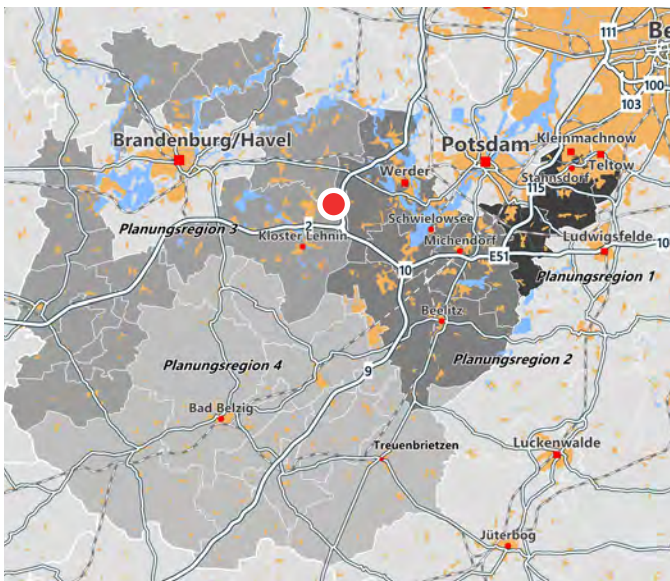 Be
111
100
103
Brandenburg/Havel
Potsdam
Kleinmachnow
Teltow
Stahnsdorf
115
Werder
Schwielowsee
Planungsregion 3
2
Kloster Lehnin
Michendorf
E51
Ludwigsfelde
10
10
Planungsregion 1
Beelitz
Planungsregion 4
9
Planungsregion 2
Bad Belzig
Treuenbrietzen
Luckenwalde
Jüterbog